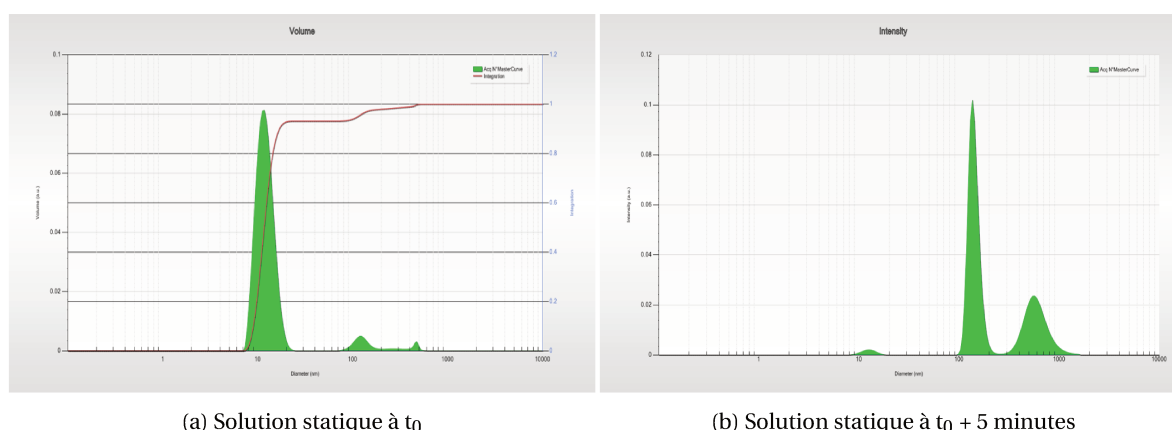 Volume
Acq N°MasterCurve
Integration
0.1
0.08
0.06
0.04
0.02
0
1.2
1
0.8
0.6
0.4
0.2
0
Volume (a.u.)
Integration
1 10 100 1000 10000
Diameter (nm)
(a) Solution statique à t0
Intensity
Acq N°MasterCurve
0.12
0.1
0.08
0.06
0.04
0.02
0
Intensity (a.u.)
1 10 100 1000 10000
Diameter (nm)
(b) Solution statique à t0 + 5 minutes